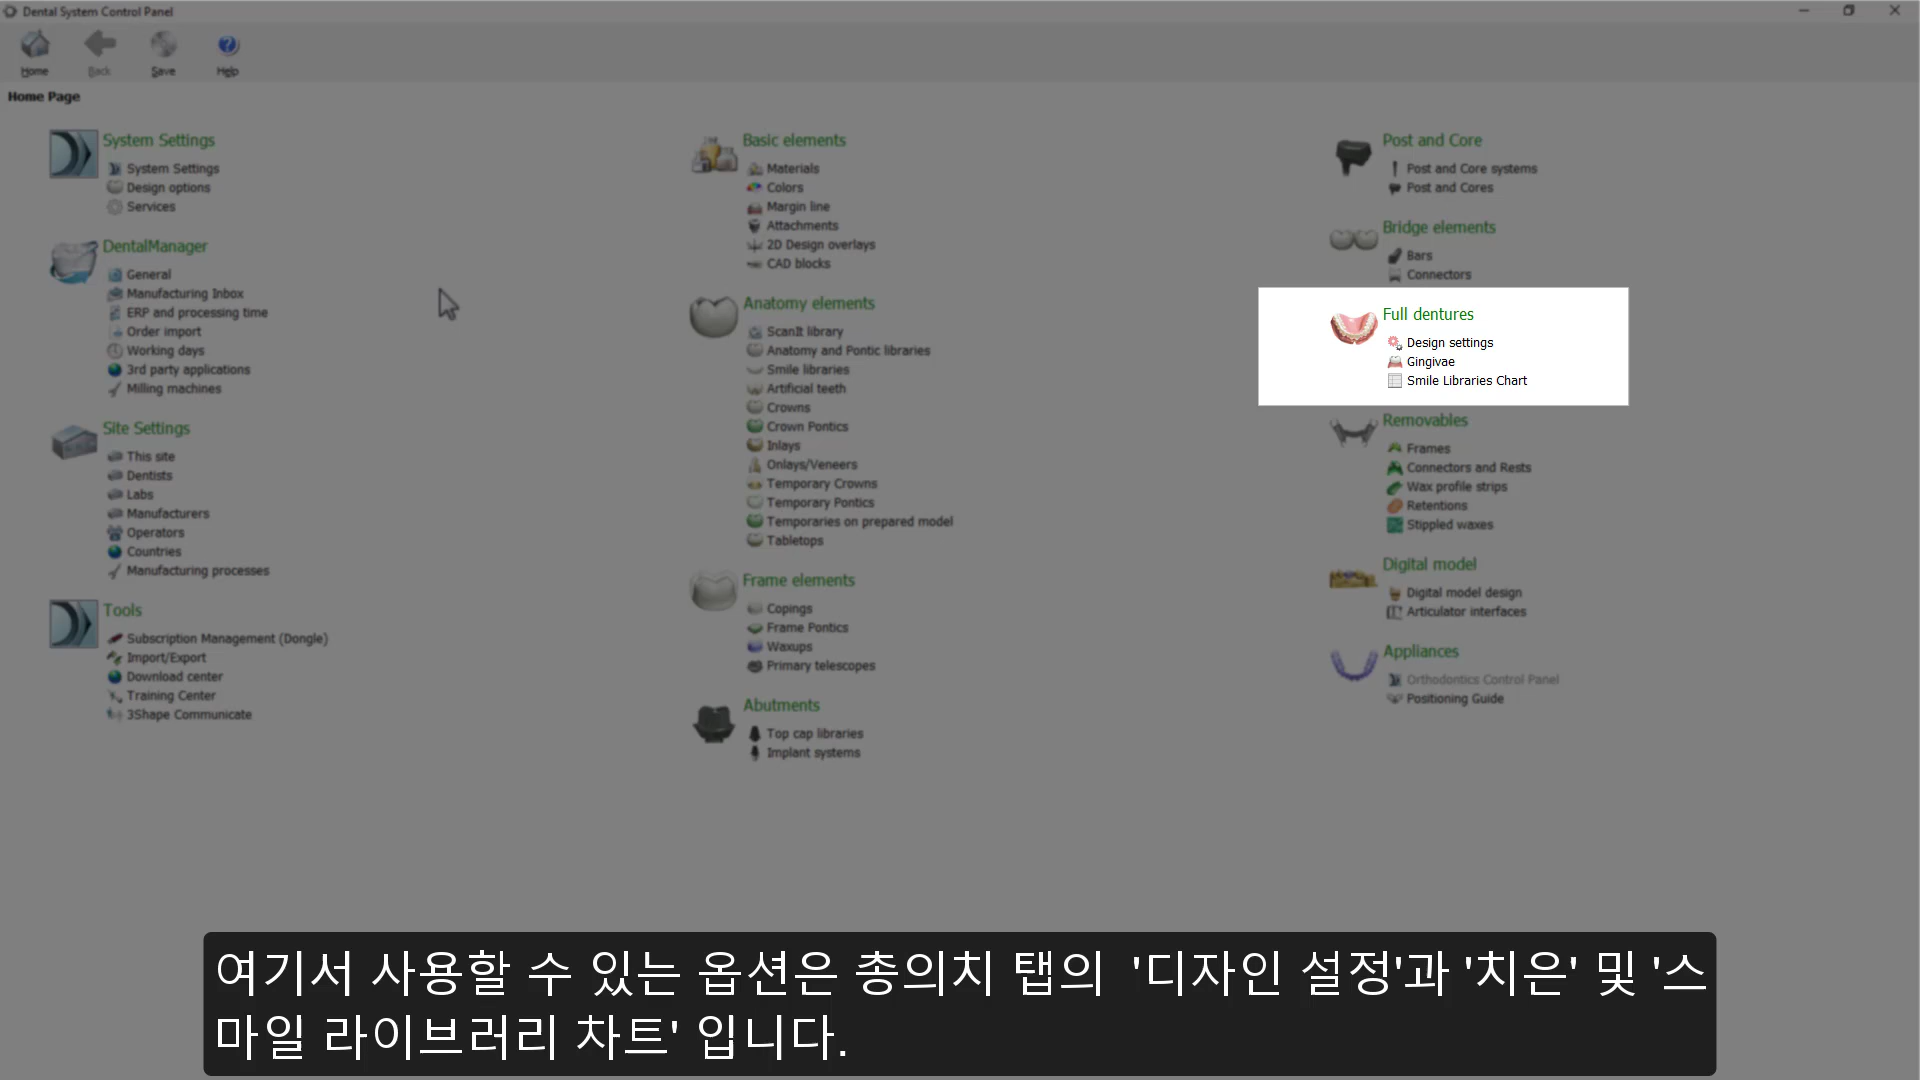 Dental System Control Panel
Home
Back
Save
Help
Home Page
System Settings
System Settings
Design options
Services
DentalManager
General
Manufacturing Inbox
ERP and processing time
Order import
Working days
3rd party applications
Milling machines
Site Settings
This site
Dentists
Labs
Manufacturers
Operators
Countries
Manufacturing processes
Tools
Subscription Management (Dongle)
Import/Export
Download center
Training Center
3Shape Communicate
Basic elements
Materials
Colors
Margin line
Attachments
2D Design overlays
CAD blocks
Anatomy elements
ScanIt library
Anatomy and Pontic libraries
Smile libraries
Artificial teeth
Crowns
Crown Pontics
Inlays
Onlays/Veneers
Temporary Crowns
Temporary Pontics
Temporaries on prepared model
Tabletops
Frame elements
Copings
Frame Pontics
Waxups
Primary telescopes
Abutments
Top cap libraries
Implant systems
Post and Core
Post and Core systems
Post and Cores
Bridge elements
Bars
Connectors
Full dentures
Design settings
Gingivae
Smile Libraries Chart
Removables
Frames
Connectors and Rests
Wax profile strips
Retentions
Stippled waxes
Digital model
Digital model design
Articulator interfaces
Appliances
Orthodontics Control Panel
Positioning Guide
여기서 사용할 수 있는 옵션은 총의치 탭의 '디자인 설정'과 '치은' 및 '스
마일 라이브러리 차트' 입니다.